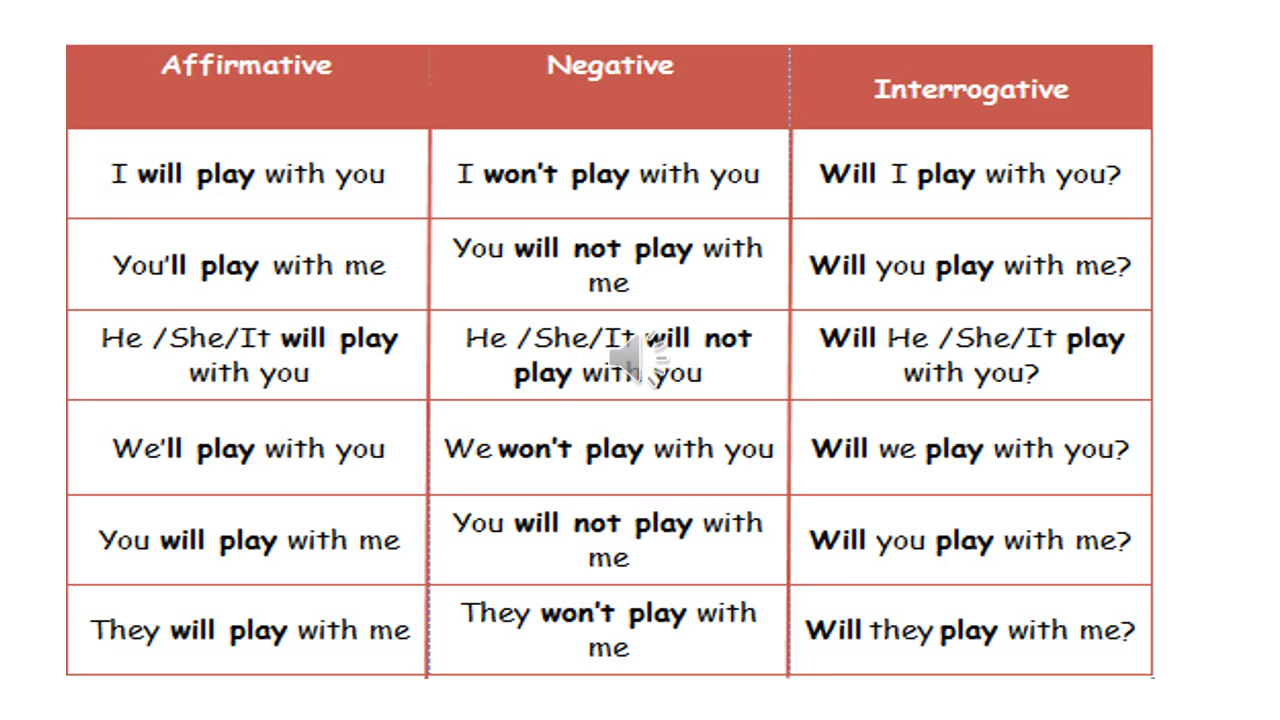 Affirmative
Negative
Interrogative
I will play with you
I won't play with you
Will I play with you?
You'll play with me
You will not play with
me
Will you play with me?
He /She/It will play
with you
He /She/It will not
play with you
Will He /She/It play
with you?
We'll play with you
We won't play with you
Will we play with you?
You will play with me
You will not play with
me
Will you play with me?
They will play with me
They won't play with
me
Will they play with me?